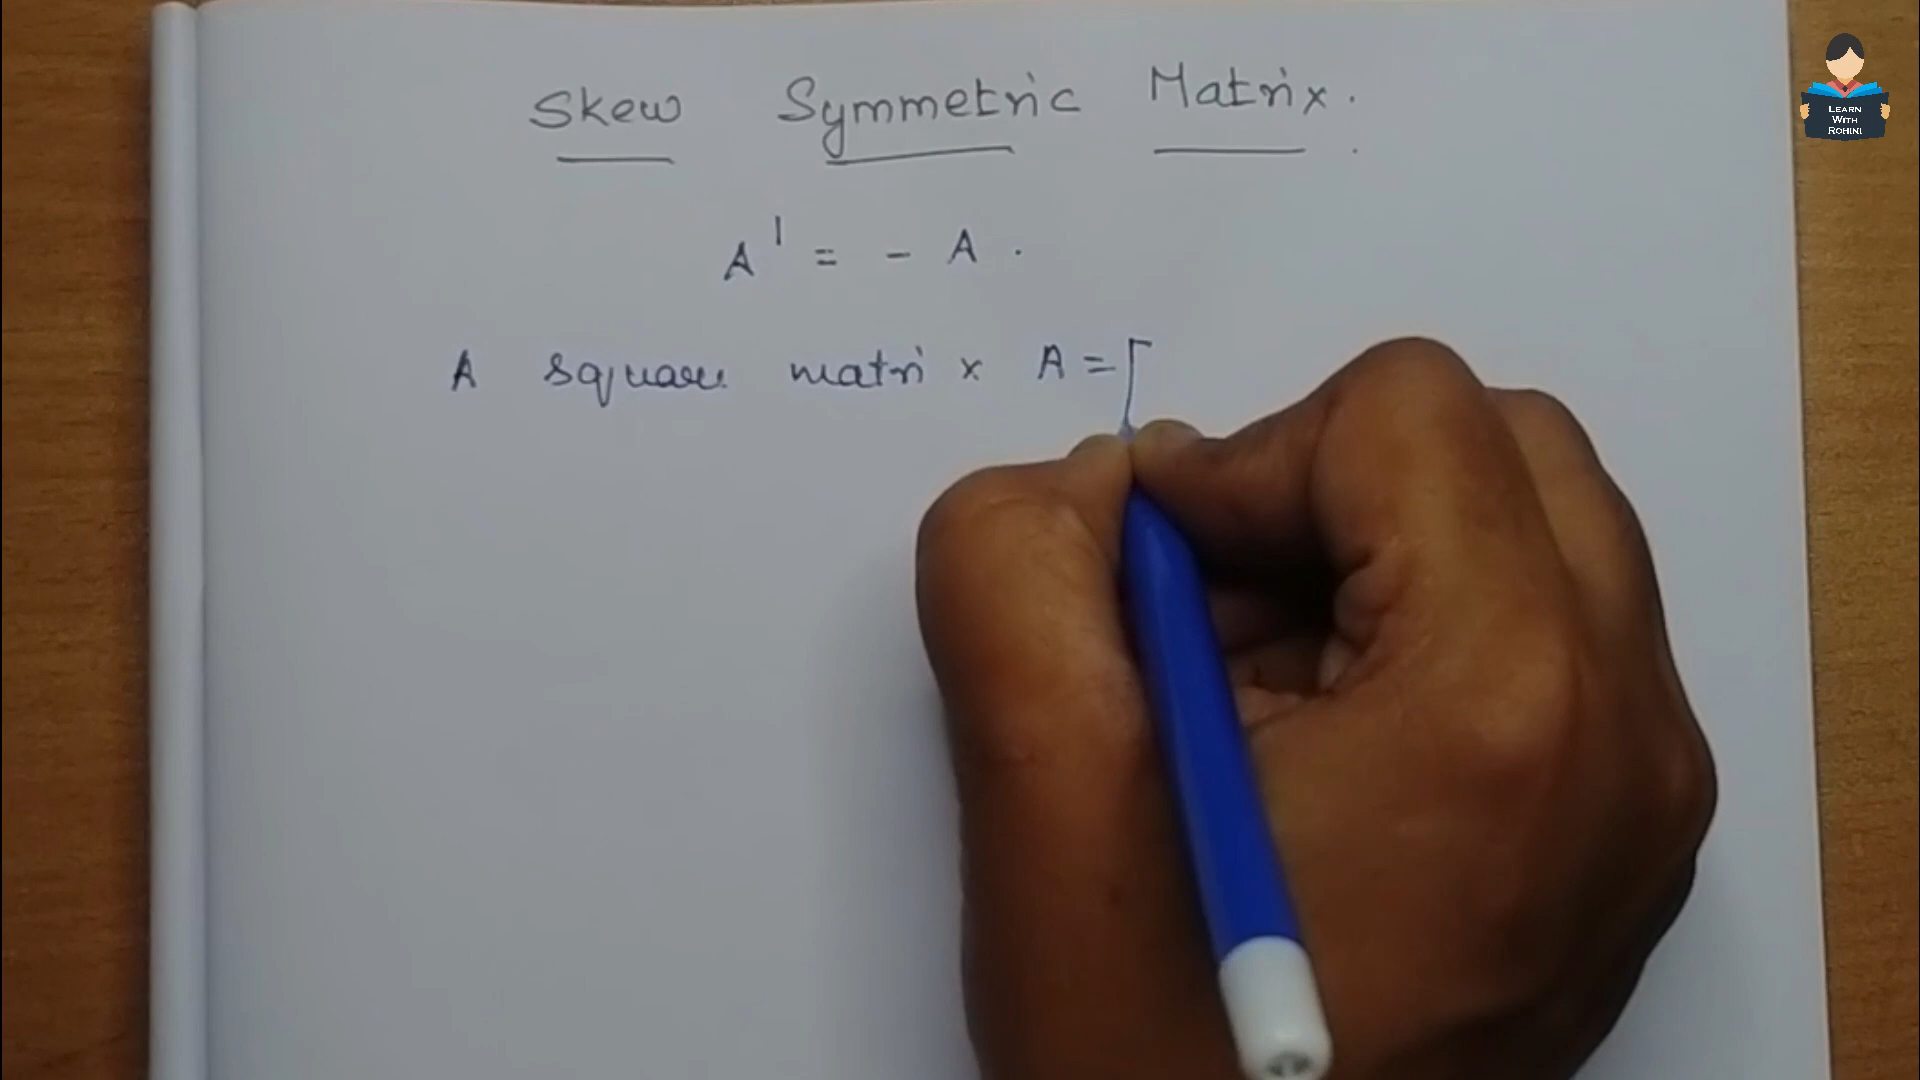 Skew Symmetric Matrix.
A' = - A .
A square matrix A = [
LEARN
WITH
ROHINI